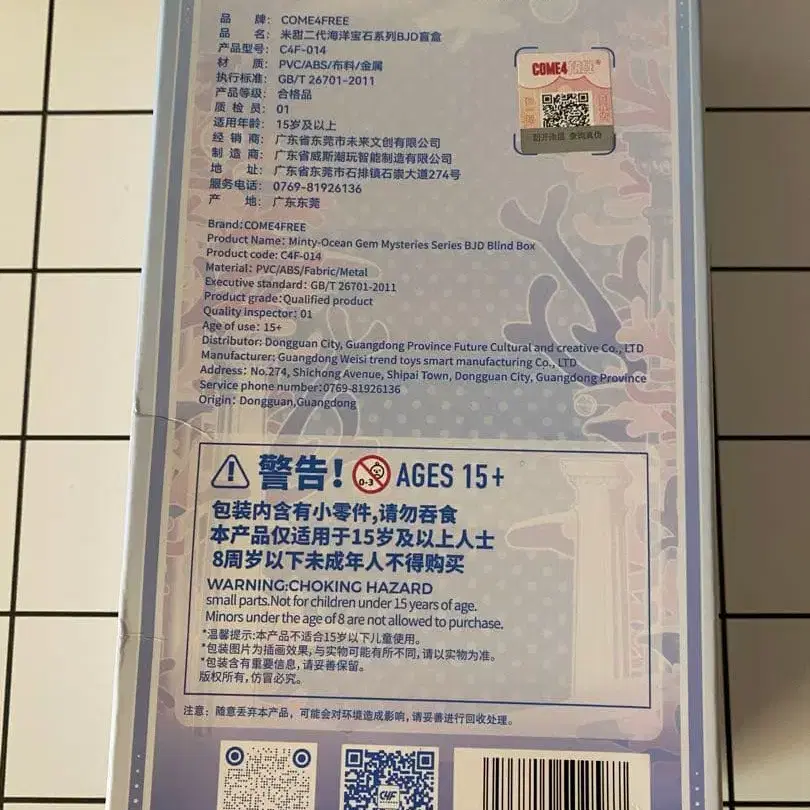 品 牌: COME4FREE
品 名: 米甜二代海洋宝石系列BJD盲盒
产品型号: C4F-014
材 质: PVC/ABS/布料/金属
执行标准: GB/T 26701-2011
产品等级: 合格品
质 检 员: 01
适用年龄: 15岁及以上
经 销 商: 广东省东莞市未来文创有限公司
制 造 商: 广东省威斯潮玩智能制造有限公司
地 址: 广东省东莞市石排镇石崇大道274号
服务电话: 0769-81926136
产 地: 广东东莞
COME4FREE®
查询真伪
Brand:COME4FREE
Product Name: Minty-Ocean Gem Mysteries Series BJD Blind Box
Product code: C4F-014
Material: PVC/ABS/Fabric/Metal
Executive standard: GB/T 26701-2011
Product grade:Qualified product
Quality Inspector: 01
Age of use: 15+
Distributor: Dongguan City, Guangdong Province Future Cultural and creative Co., LTD
Manufacturer: Guangdong Weisi trend toys smart manufacturing Co., LTD
Address: No.274, Shichong Avenue, Shipai Town, Dongguan City, Guangdong Province
Service phone number:0769-81926136
Origin: Dongguan,Guangdong
警告! 0-3 AGES 15+
包装内含有小零件,请勿吞食
本产品仅适用于15岁及以上人士
8周岁以下未成年人不得购买
WARNING:CHOKING HAZARD
small parts.Not for children under 15 years of age.
Minors under the age of 8 are not allowed to purchase.
*温馨提示:本产品不适合15岁以下儿童使用。
*包装图片为插画效果,与实物可能有所不同,请以实物为准。
*包装含有重要信息,请妥善保留。
版权所有,仿冒必究。
注意: 随意丢弃本产品, 可能会对环境造成影响, 请妥善进行回收处理。
C4F